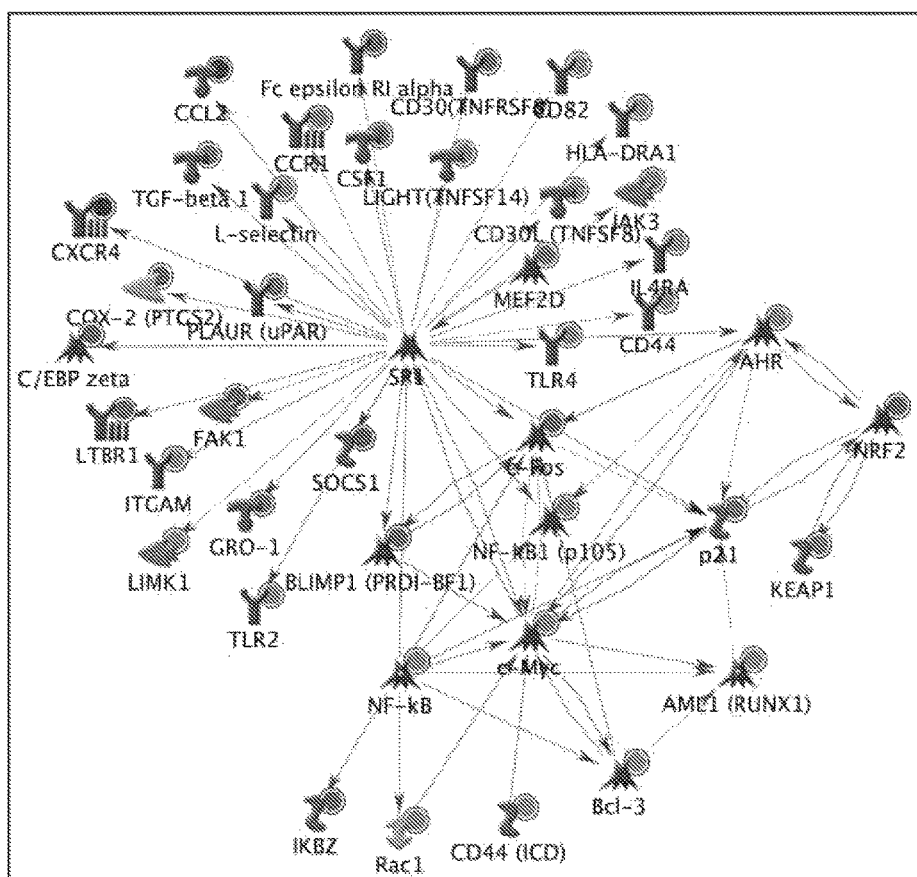 Fc epsilon RI alpha
CD30(TNFRSF8)
CD82
CCL2
HLA-DRA1
CCR1
CSF1
TGF-beta 1
LIGHT(TNFSF14)
JAK3
L-selectin
CD30L (TNFSF8)
CXCR4
MEF2D
IL4RA
COX-2 (PTGS2)
PLAUR (uPAR)
CD44
C/EBP zeta
SP1
TLR4
AHR
LTBR1
FAK1
NRF2
ITGAM
SOCS1
c-Fos
GRO-1
NF-kB1 (p105)
p21
LIMK1
BLIMP1 (PRDI-BF1)
KEAP1
TLR2
c-Myc
NF-kB
AML1 (RUNX1)
Bcl-3
IKBZ
Rac1
CD44 (ICD)